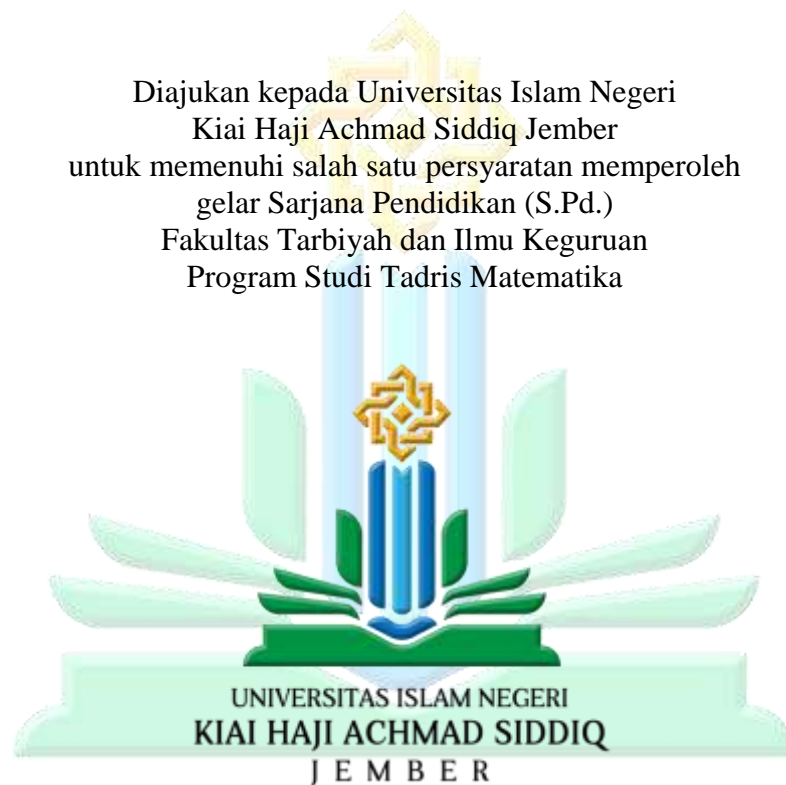 Diajukan kepada Universitas Islam Negeri
Kiai Haji Achmad Siddiq Jember
untuk memenuhi salah satu persyaratan memperoleh
gelar Sarjana Pendidikan (S.Pd.)
Fakultas Tarbiyah dan Ilmu Keguruan
Program Studi Tadris Matematika
UNIVERSITAS ISLAM NEGERI
KIAI HAJI ACHMAD SIDDIQ
JEMBER